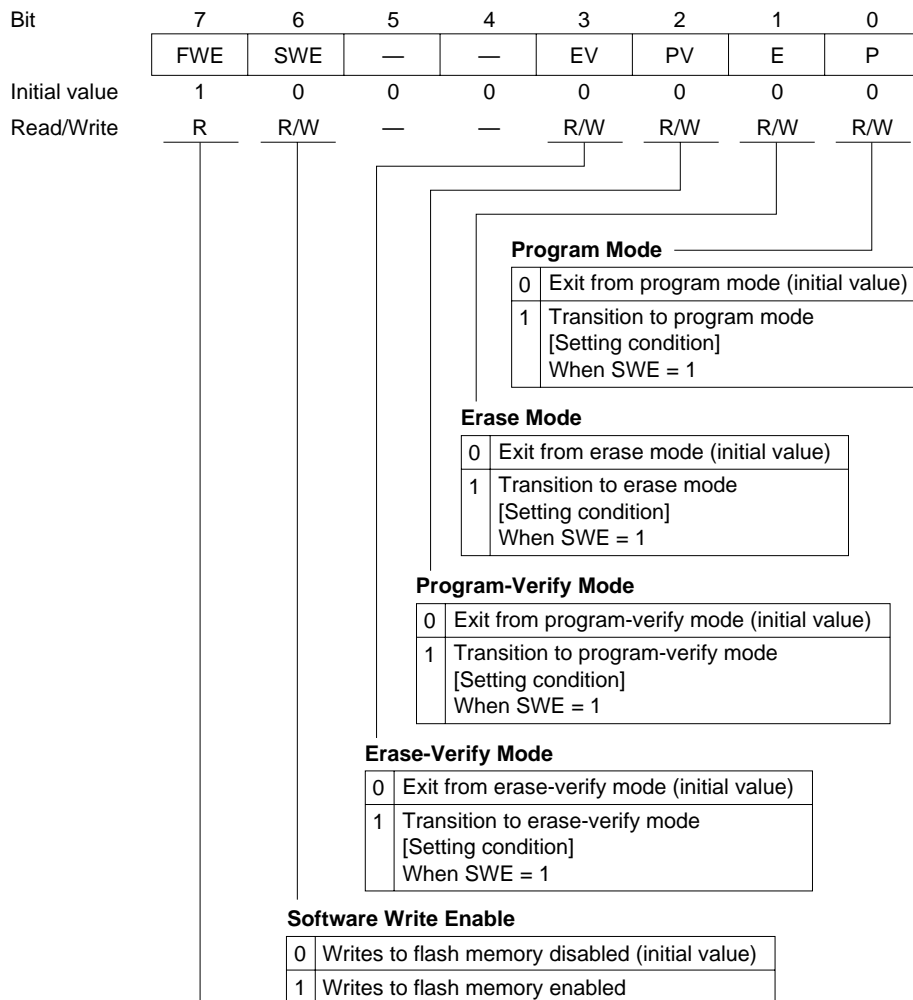 Bit 7 6 5 4 3 2 1 0
FWE SWE — — EV PV E P
Initial value 1 0 0 0 0 0 0 0
Read/Write R R/W — — R/W R/W R/W R/W
Program Mode
0 Exit from program mode (initial value)
1 Transition to program mode
[Setting condition]
When SWE = 1
Erase Mode
0 Exit from erase mode (initial value)
1 Transition to erase mode
[Setting condition]
When SWE = 1
Program-Verify Mode
0 Exit from program-verify mode (initial value)
1 Transition to program-verify mode
[Setting condition]
When SWE = 1
Erase-Verify Mode
0 Exit from erase-verify mode (initial value)
1 Transition to erase-verify mode
[Setting condition]
When SWE = 1
Software Write Enable
0 Writes to flash memory disabled (initial value)
1 Writes to flash memory enabled